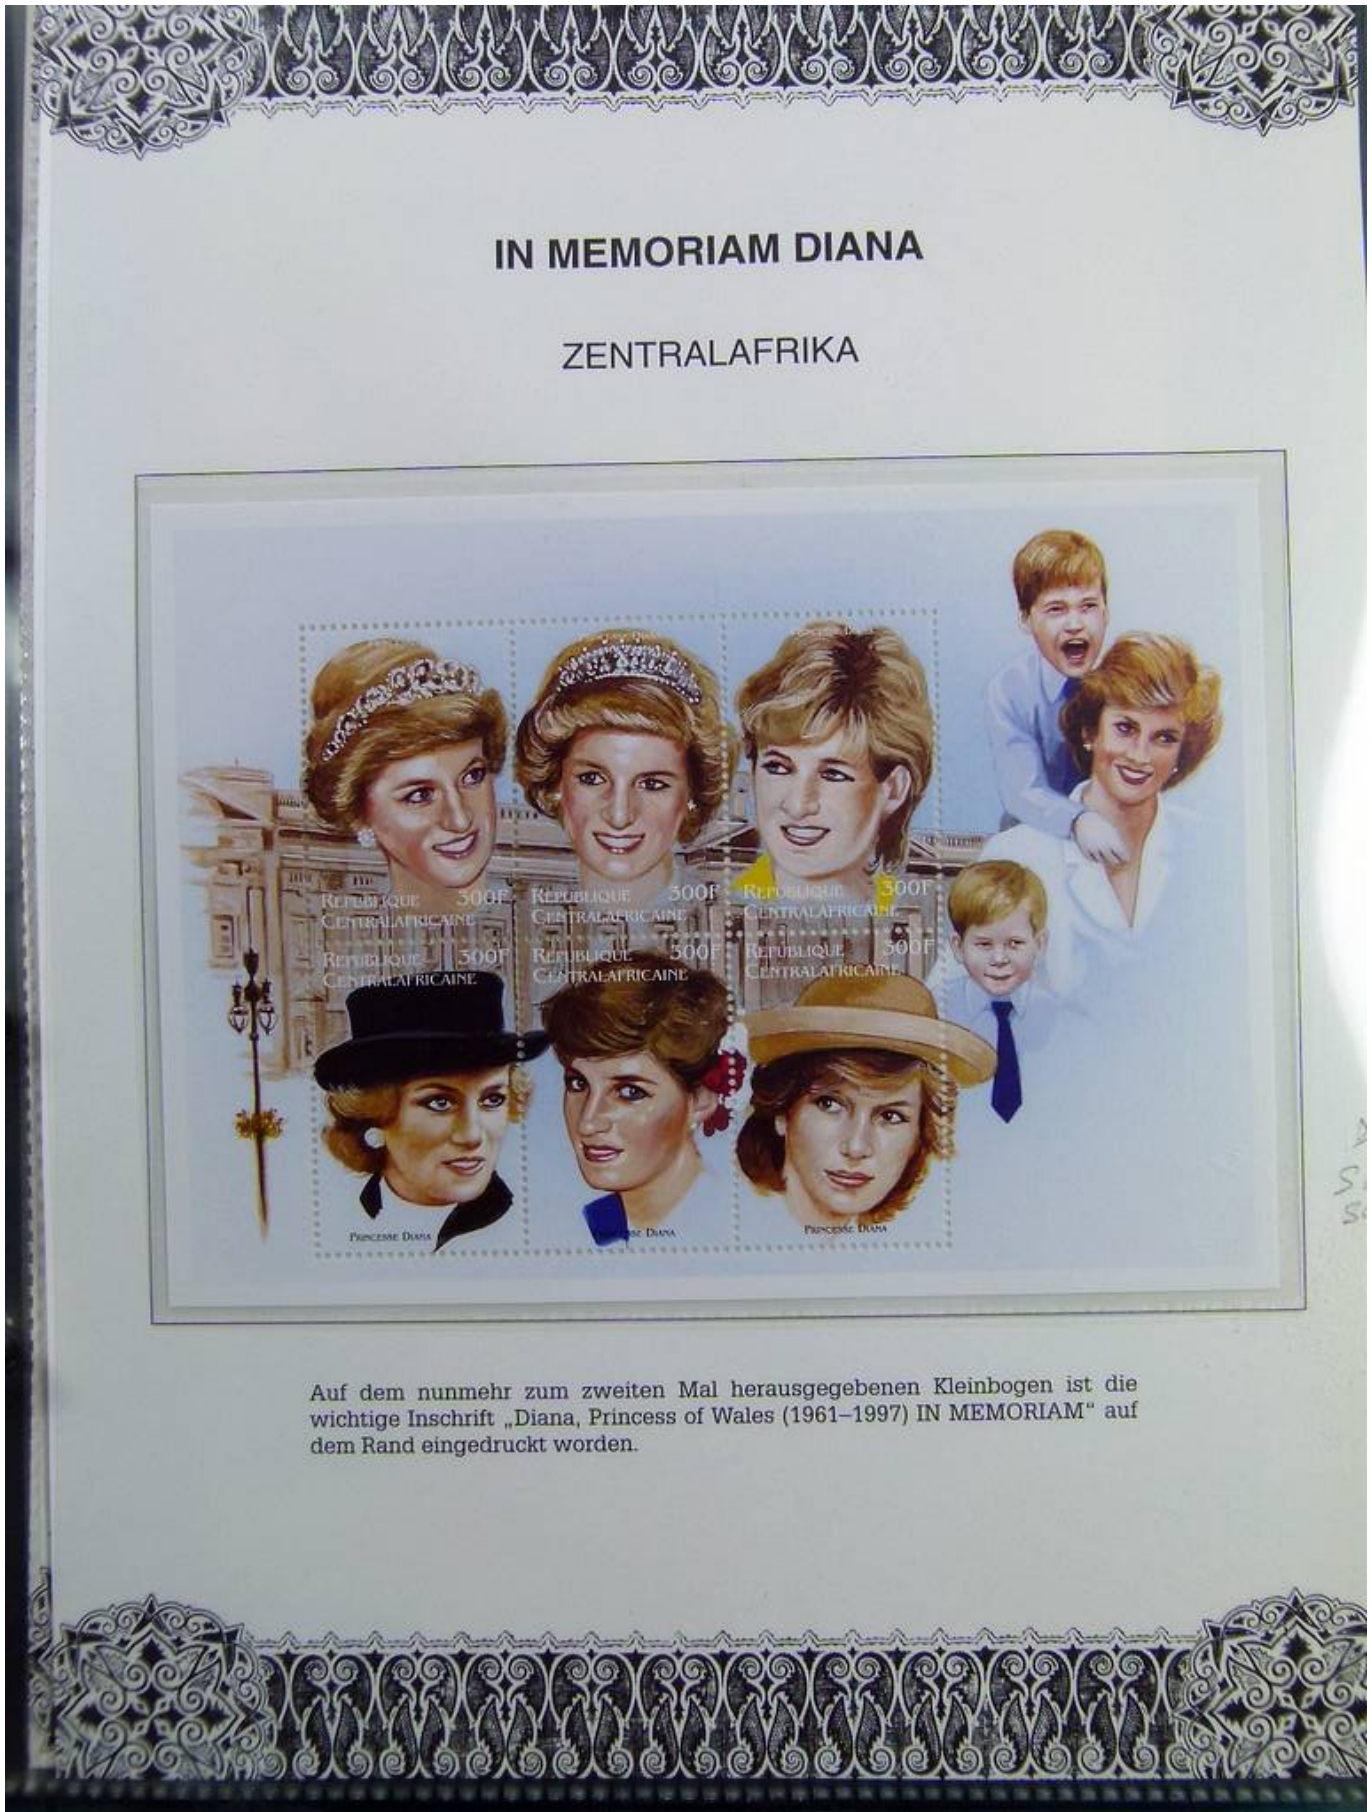 IN MEMORIAM DIANA
ZENTRALAFRIKA
REPUBLIQUE 300F
CENTRALAFRICAINE
REPUBLIQUE 300F
CENTRALAFRICAINE
REPUBLIQUE 300F
CENTRALAFRICAINE
REPUBLIQUE 300F
CENTRALAFRICAINE
REPUBLIQUE 300F
CENTRALAFRICAINE
REPUBLIQUE 300F
CENTRALAFRICAINE
PRINCESSE DIANA
DIANA
PRINCESSE DIANA
Auf dem nunmehr zum zweiten Mal herausgegebenen Kleinbogen ist die
wichtige Inschrift „Diana, Princess of Wales (1961–1997) IN MEMORIAM“ auf
dem Rand eingedruckt worden.